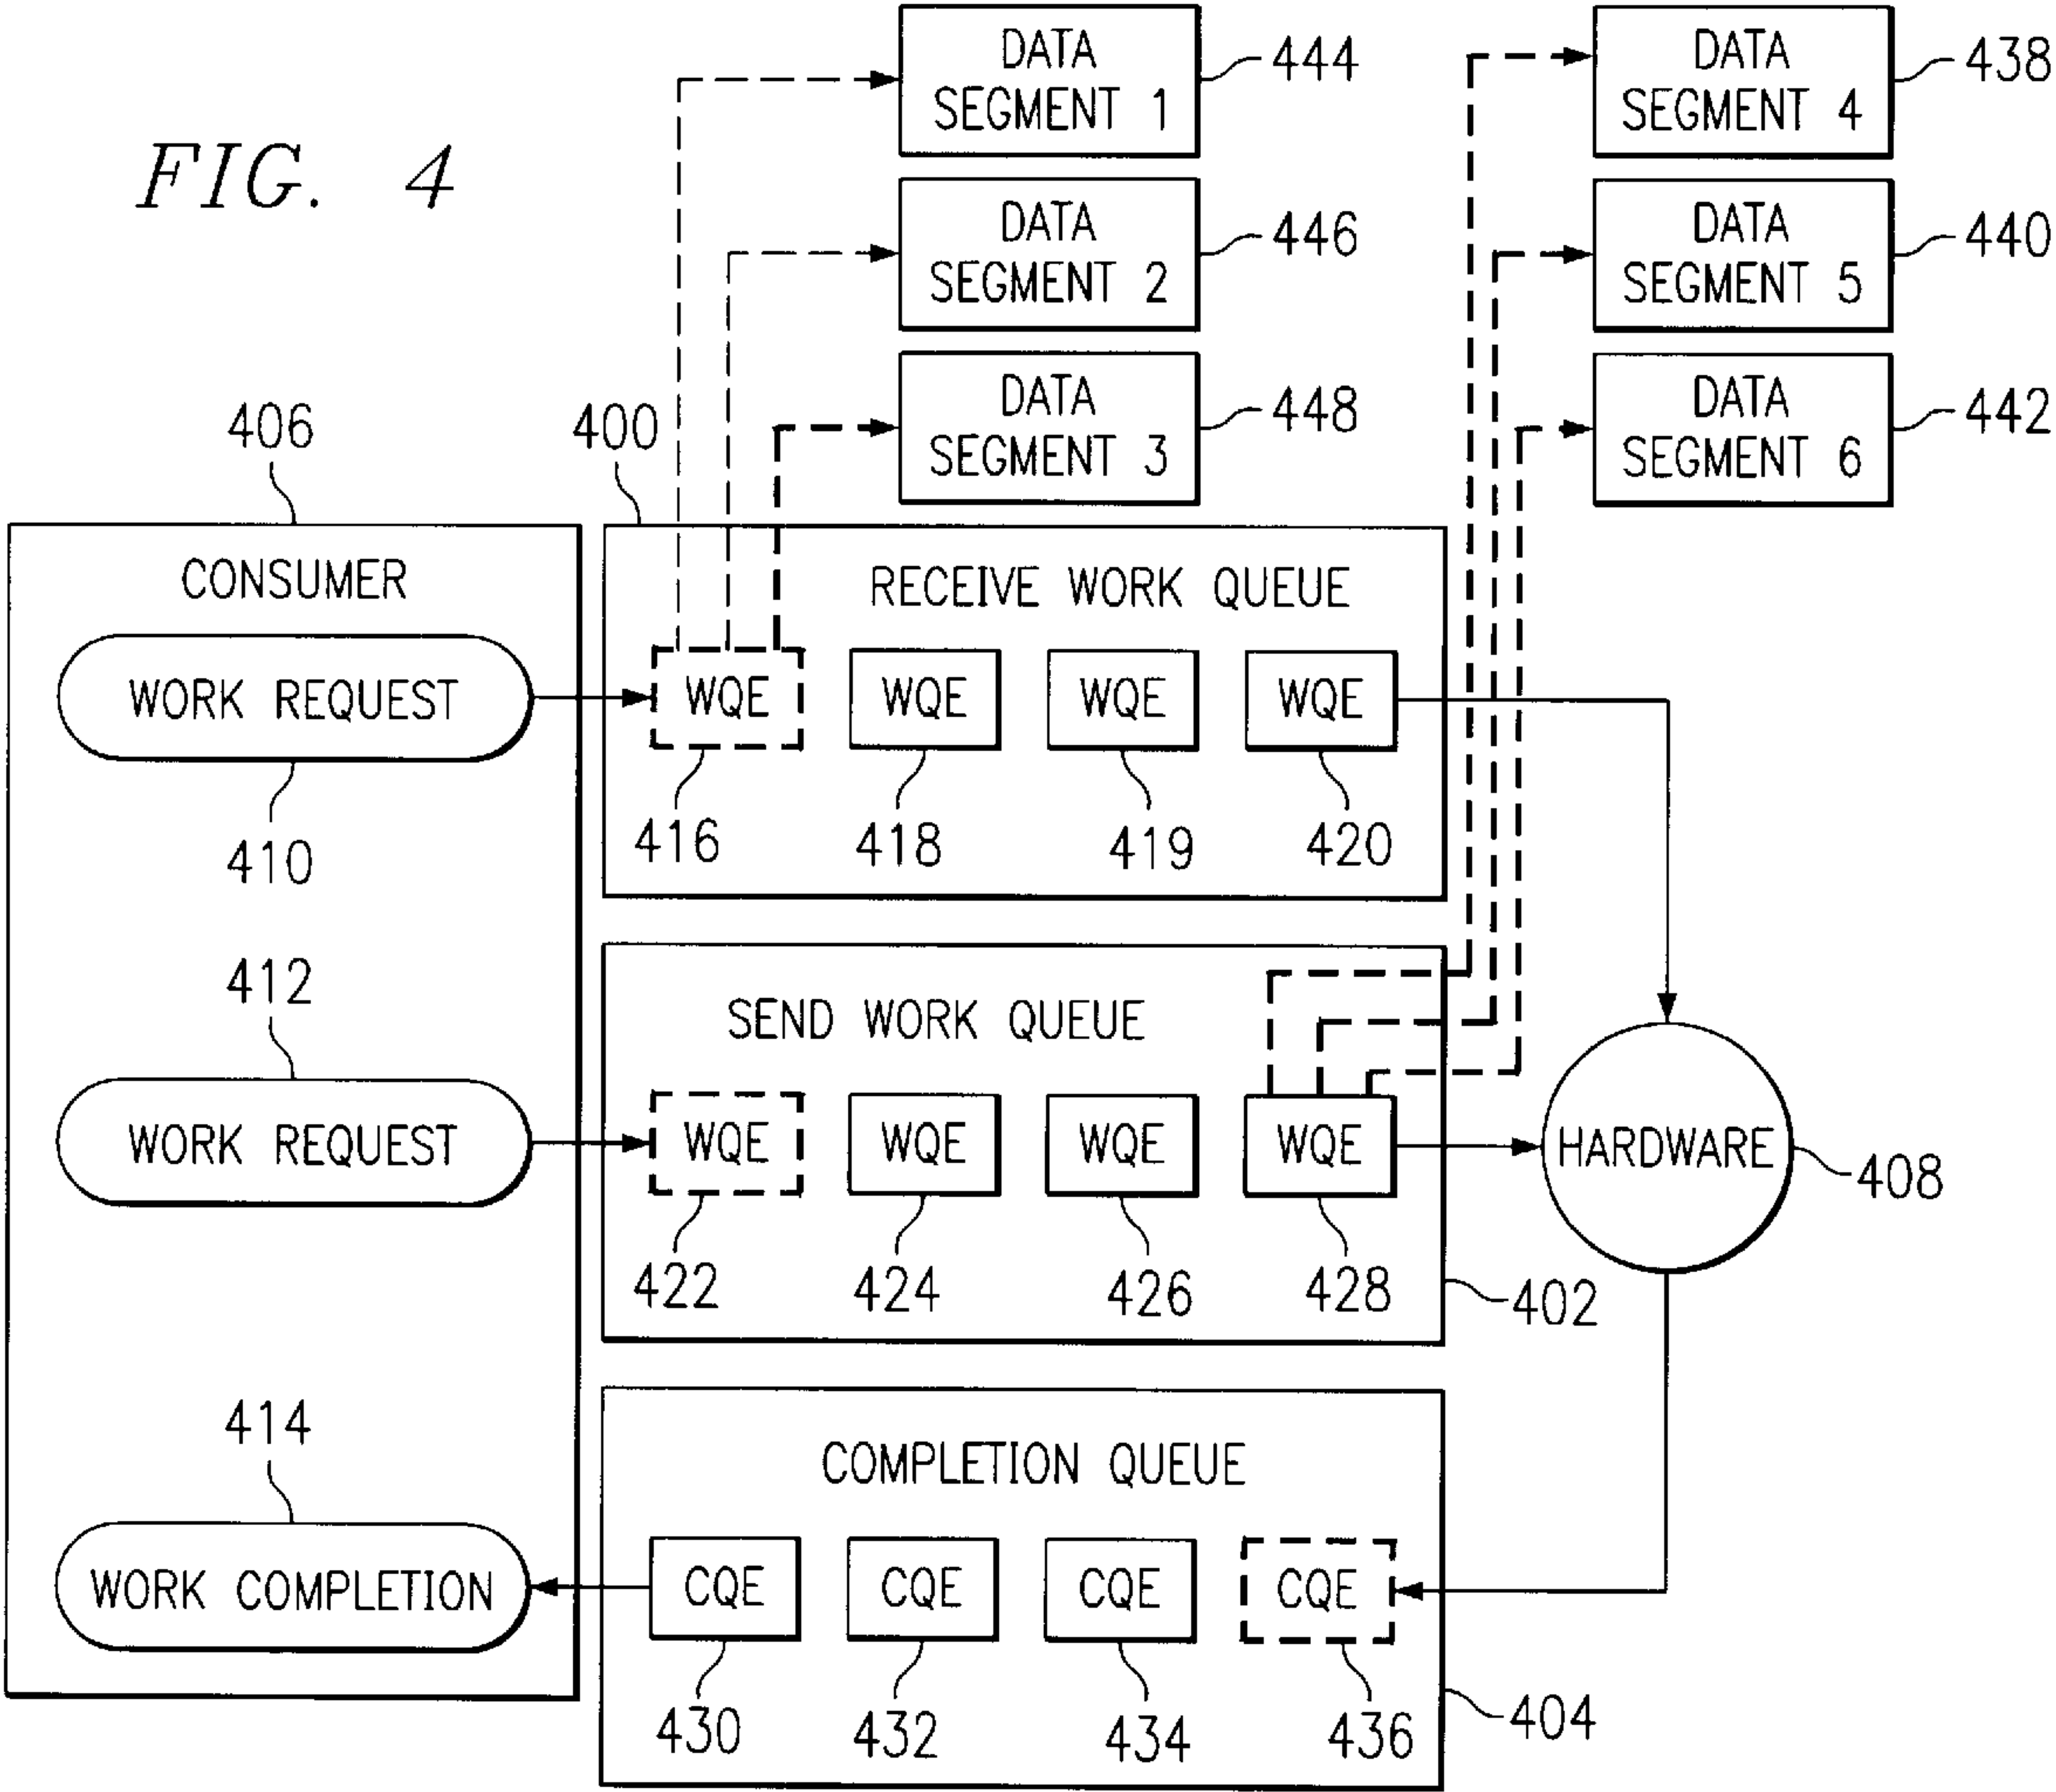 FIG. 4
DATA
SEGMENT 1
444
DATA
SEGMENT 4
438
DATA
SEGMENT 2
446
DATA
SEGMENT 5
440
DATA
SEGMENT 3
448
DATA
SEGMENT 6
442
406
400
CONSUMER
RECEIVE WORK QUEUE
WORK REQUEST
WQE
WQE
WQE
WQE
410
416
418
419
420
412
SEND WORK QUEUE
WORK REQUEST
WQE
WQE
WQE
WQE
HARDWARE
408
422
424
426
428
402
414
COMPLETION QUEUE
WORK COMPLETION
CQE
CQE
CQE
CQE
430
432
434
436
404